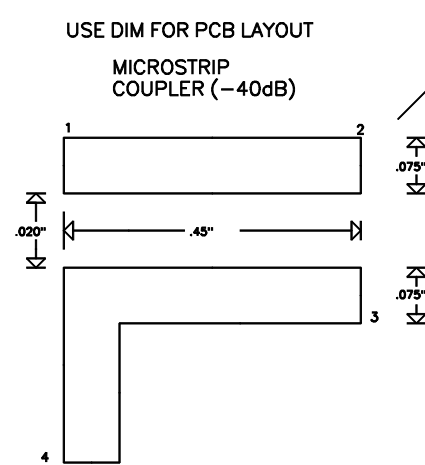 USE DIM FOR PCB LAYOUT
MICROSTRIP
COUPLER (-40dB)
1
2
.075"
.020"
.45"
.075"
3
4